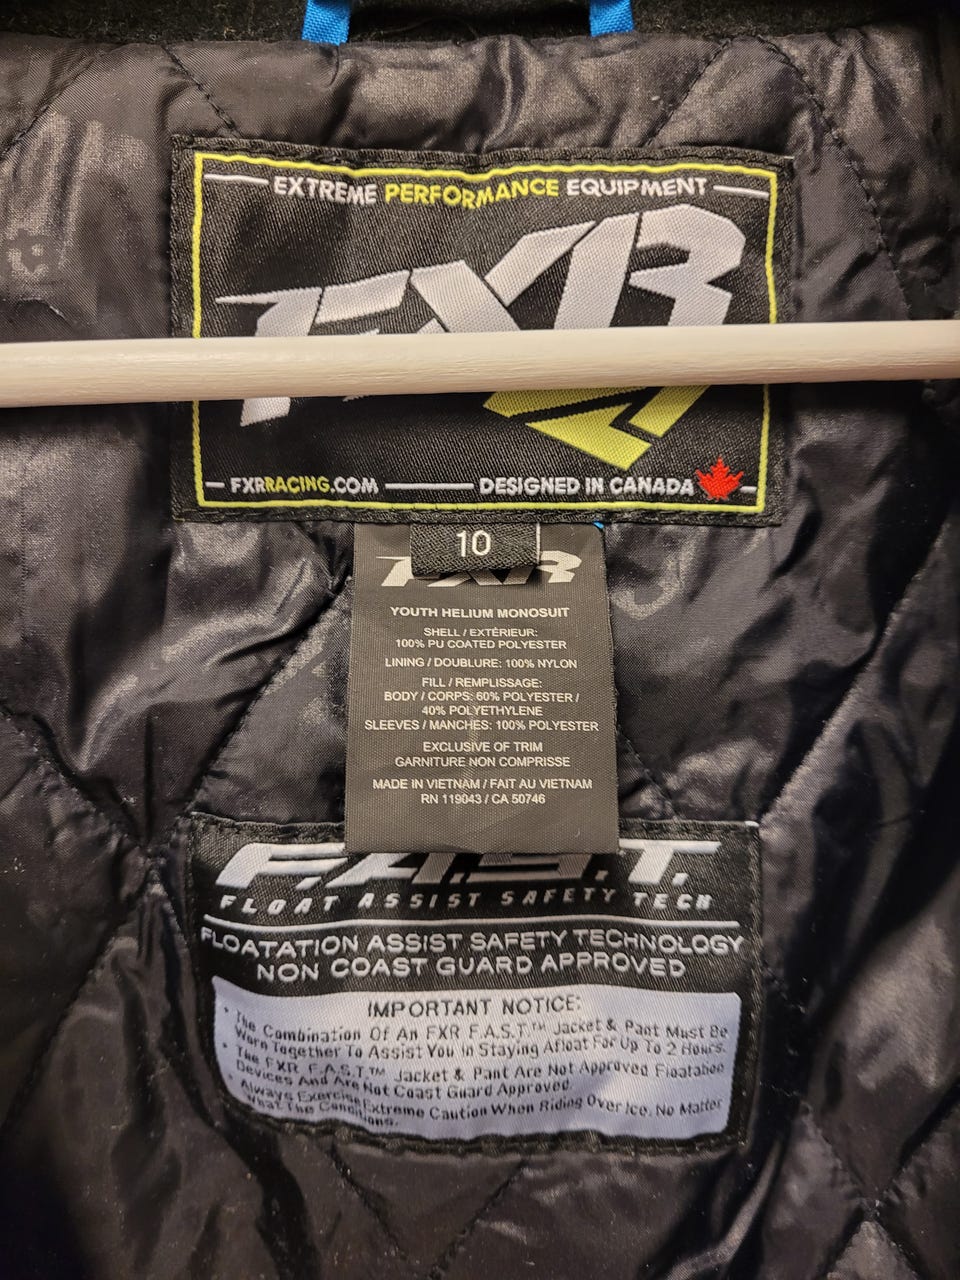 EXTREME PERFORMANCE EQUIPMENT
FXR
FXRRACING.COM DESIGNED IN CANADA
10
FXR
YOUTH HELIUM MONOSUIT
SHELL / EXTÉRIEUR:
100% PU COATED POLYESTER
LINING / DOUBLURE: 100% NYLON
FILL / REMPLISSAGE:
BODY / CORPS: 60% POLYESTER /
40% POLYETHYLENE
SLEEVES / MANCHES: 100% POLYESTER
EXCLUSIVE OF TRIM
GARNITURE NON COMPRISE
MADE IN VIETNAM / FAIT AU VIETNAM
RN 119043 / CA 50746
F.A.S.T.
FLOAT ASSIST SAFETY TECH
FLOATATION ASSIST SAFETY TECHNOLOGY
NON COAST GUARD APPROVED
IMPORTANT NOTICE:
• The Combination Of An FXR F.A.S.T.™ Jacket & Pant Must Be
Worn Together To Assist You In Staying Afloat For Up To 2 Hours.
• The FXR F.A.S.T.™ Jacket & Pant Are Not Approved Floatabee
Devices And Are Not Coast Guard Approved.
• Always Exercise Extreme Caution When Riding Over Ice. No Matter
What The Conditions.